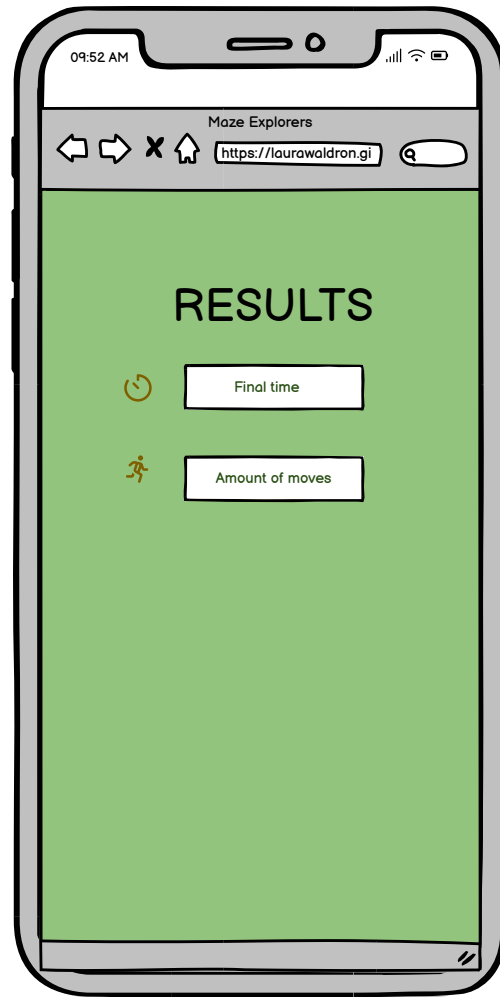 09:52 AM
Maze Explorers
https://laurawaldron.gi
RESULTS
Final time
Amount of moves